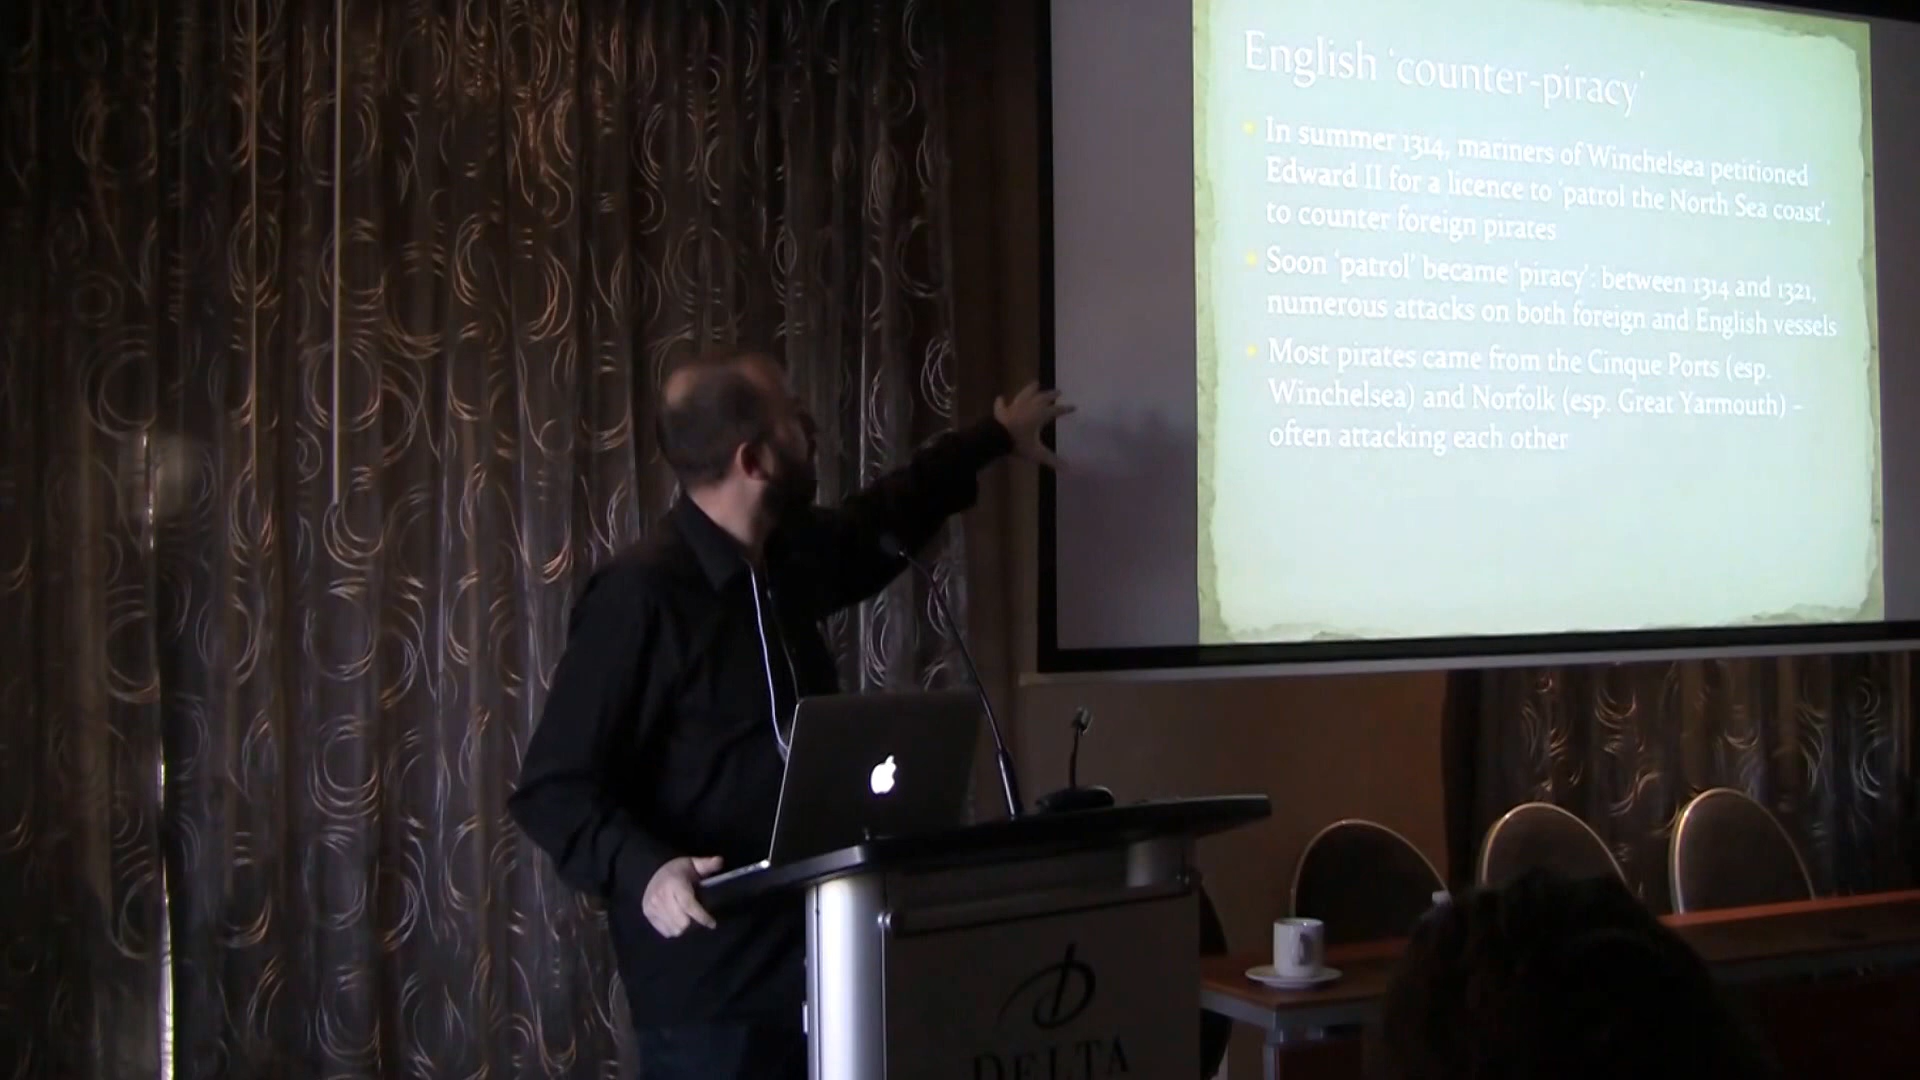 English 'counter-piracy'
In summer 1314, mariners of Winchelsea petitioned
Edward II for a licence to 'patrol the North Sea coast',
to counter foreign pirates
Soon 'patrol' became 'piracy': between 1314 and 1321,
numerous attacks on both foreign and English vessels
Most pirates came from the Cinque Ports (esp.
Winchelsea) and Norfolk (esp. Great Yarmouth) –
often attacking each other
DELTA